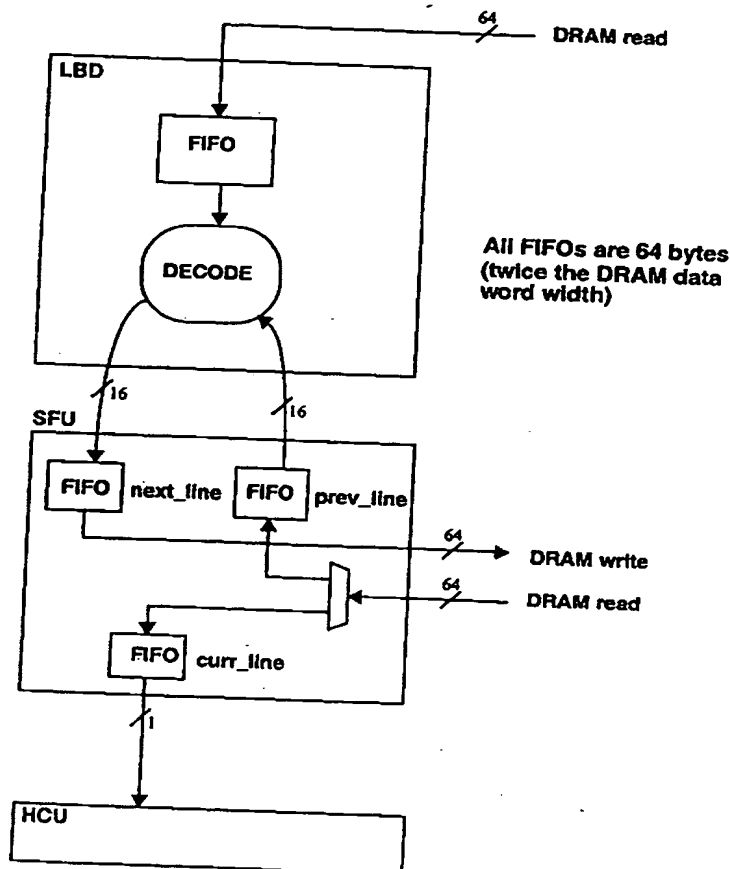 64
DRAM read
LBD
FIFO
DECODE
All FIFOs are 64 bytes
(twice the DRAM data
word width)
16
16
SFU
FIFO next_line
FIFO prev_line
64
DRAM write
64
DRAM read
FIFO curr_line
1
HCU